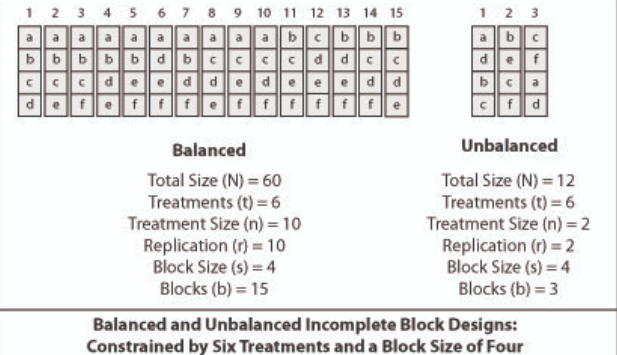 1 2 3 4 5 6 7 8 9 10 11 12 13 14 15 1 2 3
a a a a a a a a a a b c b b b a b c
b b b b b d b c c c c d d c c d e f
c c c d e e d d e d e e e d d b c a
d e f e f f f e f f f f f f e c f d
Balanced
Total Size (N) = 60
Treatments (t) = 6
Treatment Size (n) = 10
Replication (r) = 10
Block Size (s) = 4
Blocks (b) = 15
Unbalanced
Total Size (N) = 12
Treatments (t) = 6
Treatment Size (n) = 2
Replication (r) = 2
Block Size (s) = 4
Blocks (b) = 3
Balanced and Unbalanced Incomplete Block Designs:
Constrained by Six Treatments and a Block Size of Four